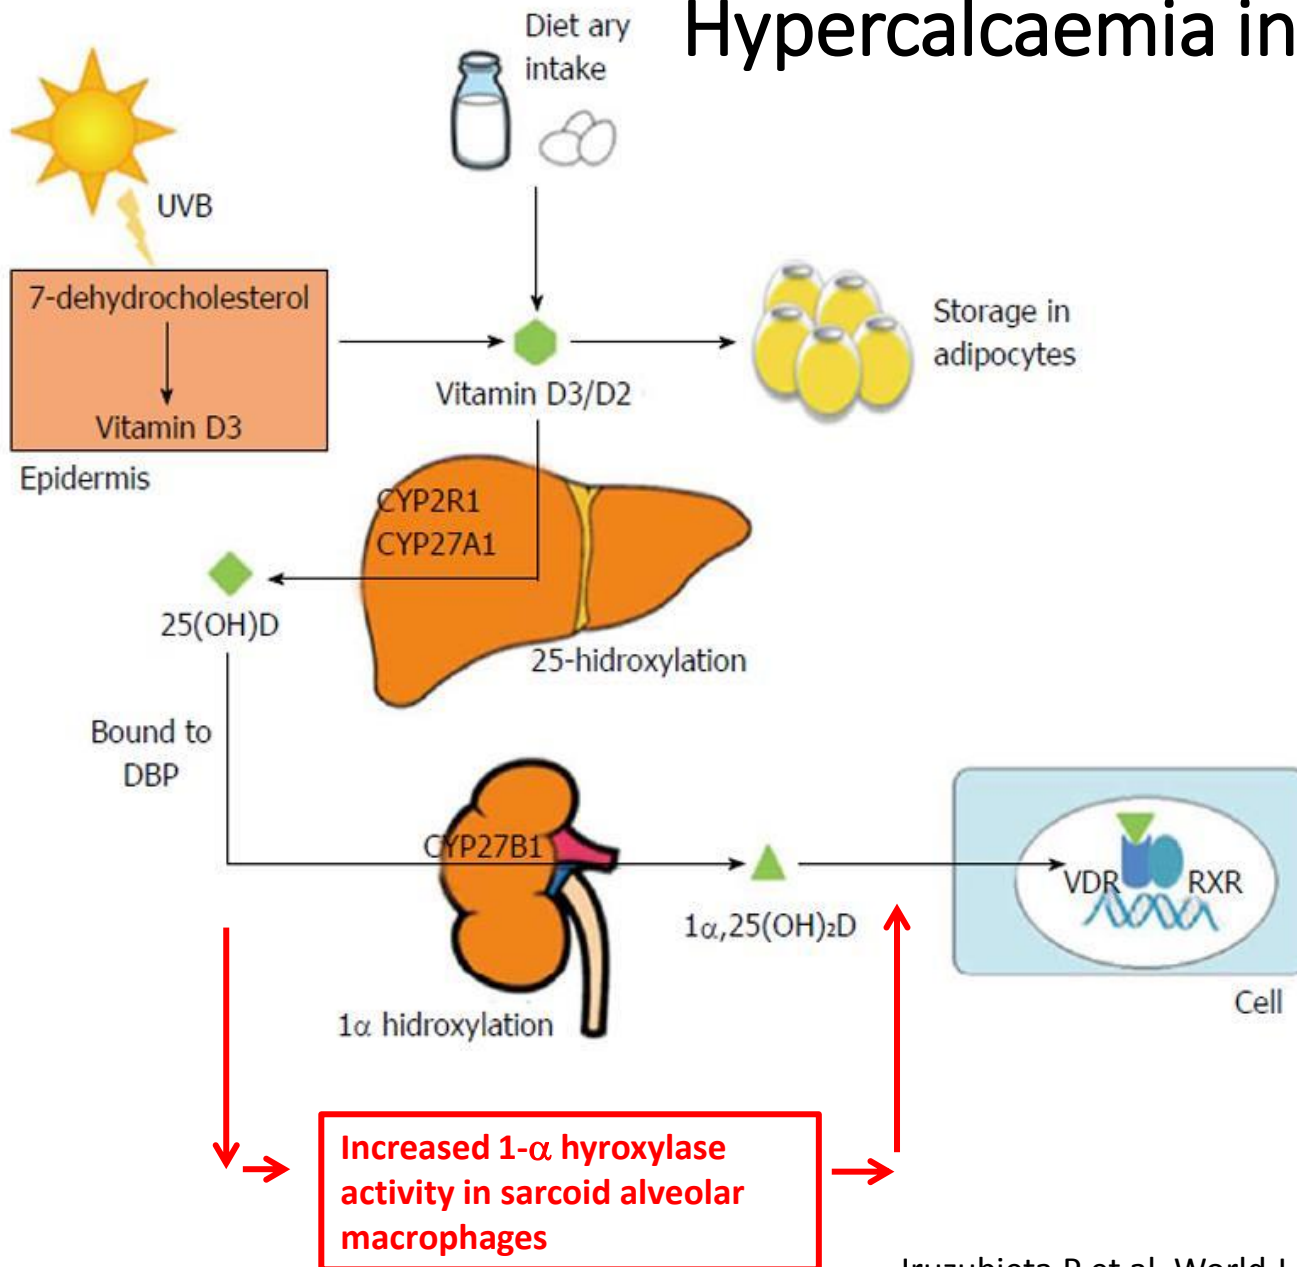 Hypercalcaemia in
Diet ary
intake
UVB
7-dehydrocholesterol
Vitamin D3
Epidermis
Vitamin D3/D2
Storage in
adipocytes
CYP2R1
CYP27A1
25(OH)D
25-hidroxylation
Bound to
DBP
CYP27B1
1α,25(OH)₂D
VDR RXR
Cell
1α hidroxylation
Increased 1-α hyroxylase
activity in sarcoid alveolar
macrophages